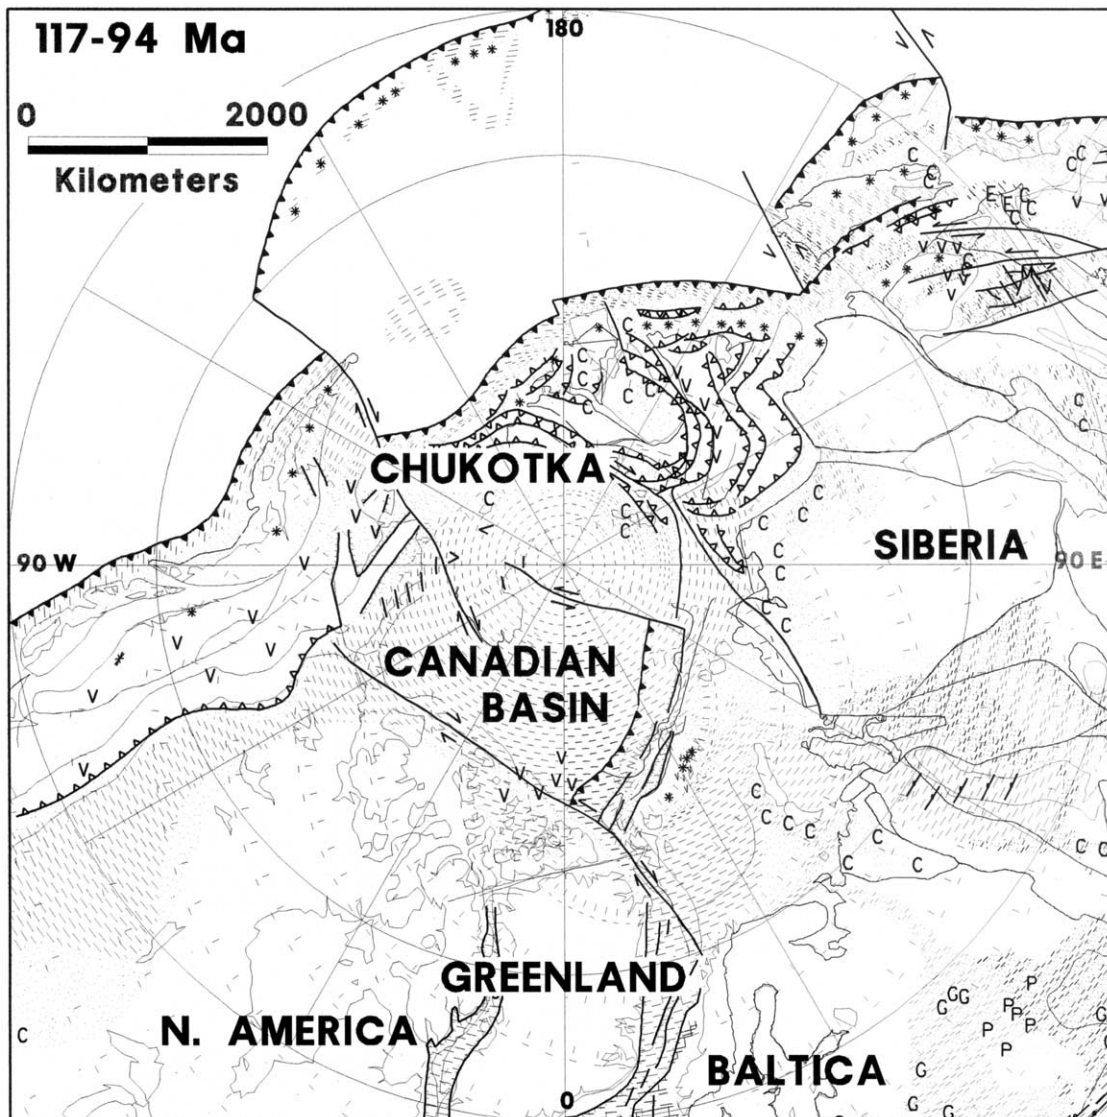 117-94 Ma
180
0 2000
Kilometers
CHUKOTKA
90 W
SIBERIA
90 E
CANADIAN
BASIN
GREENLAND
N. AMERICA
BALTICA
0